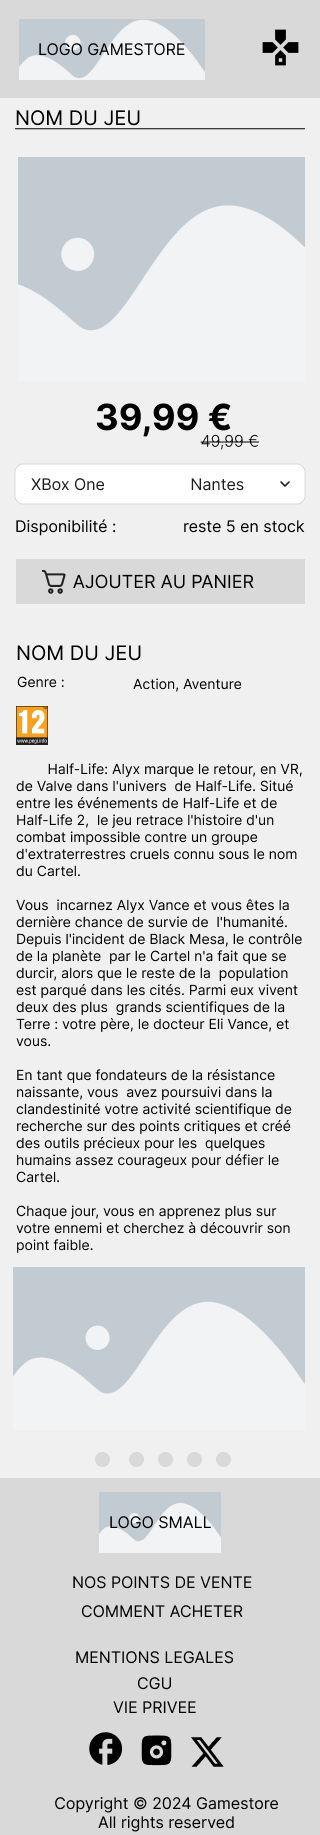 LOGO GAMESTORE
NOM DU JEU
39,99 €
49,99 €
XBox One Nantes
Disponibilité : reste 5 en stock
AJOUTER AU PANIER
NOM DU JEU
Genre : Action, Aventure
12
www.pegi.info
Half-Life: Alyx marque le retour, en VR,
de Valve dans l'univers de Half-Life. Situé
entre les événements de Half-Life et de
Half-Life 2, le jeu retrace l'histoire d'un
combat impossible contre un groupe
d'extraterrestres cruels connu sous le nom
du Cartel.
Vous incarnez Alyx Vance et vous êtes la
dernière chance de survie de l'humanité.
Depuis l'incident de Black Mesa, le contrôle
de la planète par le Cartel n'a fait que se
durcir, alors que le reste de la population
est parqué dans les cités. Parmi eux vivent
deux des plus grands scientifiques de la
Terre : votre père, le docteur Eli Vance, et
vous.
En tant que fondateurs de la résistance
naissante, vous avez poursuivi dans la
clandestinité votre activité scientifique de
recherche sur des points critiques et créé
des outils précieux pour les quelques
humains assez courageux pour défier le
Cartel.
Chaque jour, vous en apprenez plus sur
votre ennemi et cherchez à découvrir son
point faible.
LOGO SMALL
NOS POINTS DE VENTE
COMMENT ACHETER
MENTIONS LEGALES
CGU
VIE PRIVEE
Copyright © 2024 Gamestore
All rights reserved